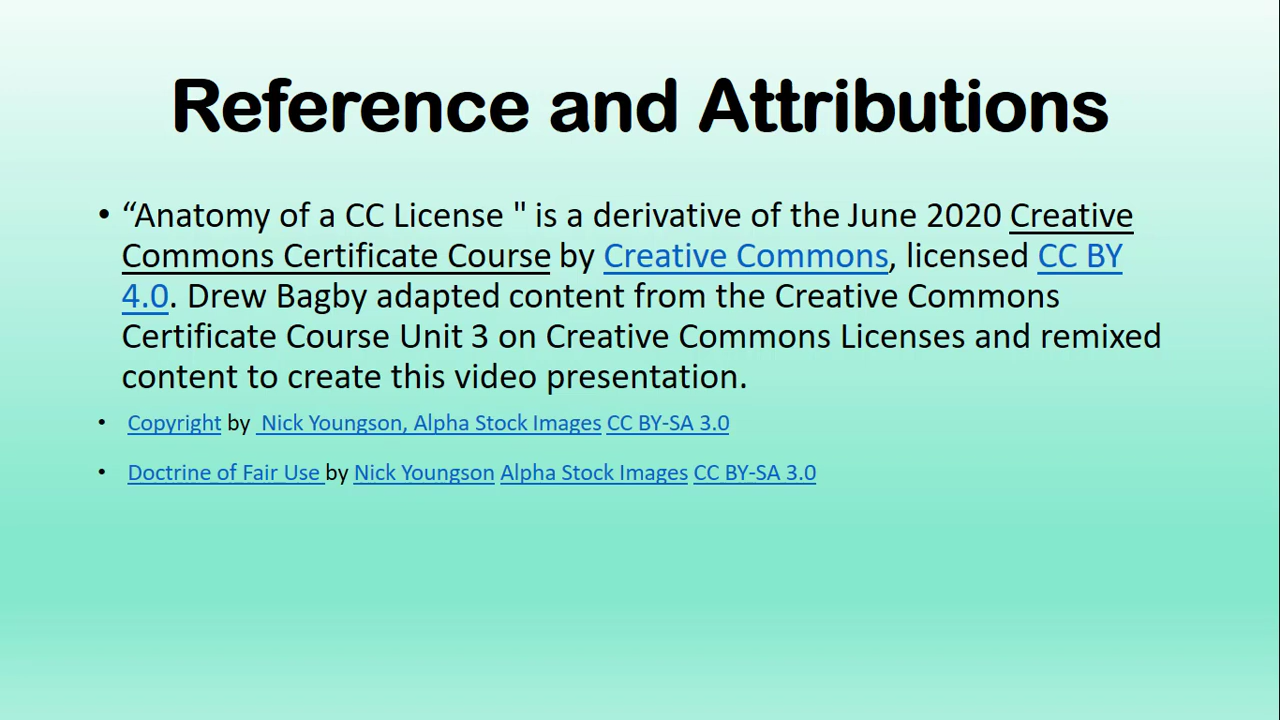 Reference and Attributions
• “Anatomy of a CC License " is a derivative of the June 2020 Creative
Commons Certificate Course by Creative Commons, licensed CC BY
4.0. Drew Bagby adapted content from the Creative Commons
Certificate Course Unit 3 on Creative Commons Licenses and remixed
content to create this video presentation.
• Copyright by Nick Youngson, Alpha Stock Images CC BY-SA 3.0
• Doctrine of Fair Use by Nick Youngson Alpha Stock Images CC BY-SA 3.0